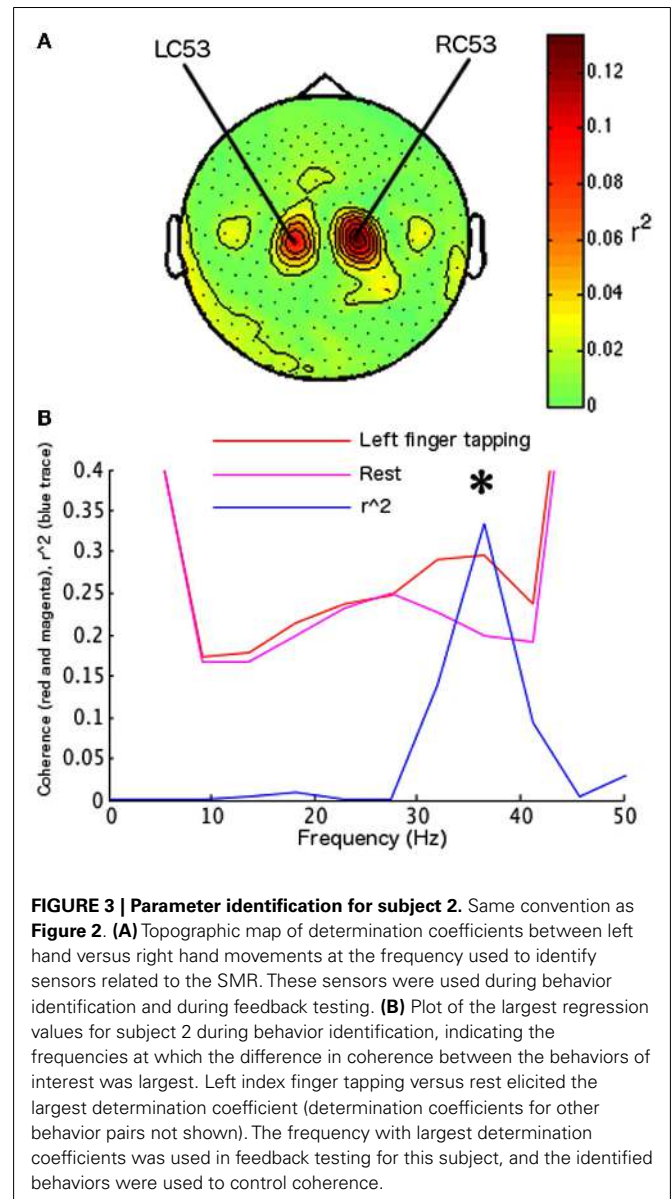 A
LC53
RC53
0.12
0.1
0.08
0.06
0.04
0.02
0
r²
B
Left finger tapping
Rest
r^2
*
Coherence (red and magenta), r^2 (blue trace)
0.4
0.35
0.3
0.25
0.2
0.15
0.1
0.05
0
0 10 20 30 40 50
Frequency (Hz)
FIGURE 3 | Parameter identification for subject 2. Same convention as
Figure 2. (A) Topographic map of determination coefficients between left
hand versus right hand movements at the frequency used to identify
sensors related to the SMR. These sensors were used during behavior
identification and during feedback testing. (B) Plot of the largest regression
values for subject 2 during behavior identification, indicating the
frequencies at which the difference in coherence between the behaviors of
interest was largest. Left index finger tapping versus rest elicited the
largest determination coefficient (determination coefficients for other
behavior pairs not shown). The frequency with largest determination
coefficients was used in feedback testing for this subject, and the identified
behaviors were used to control coherence.